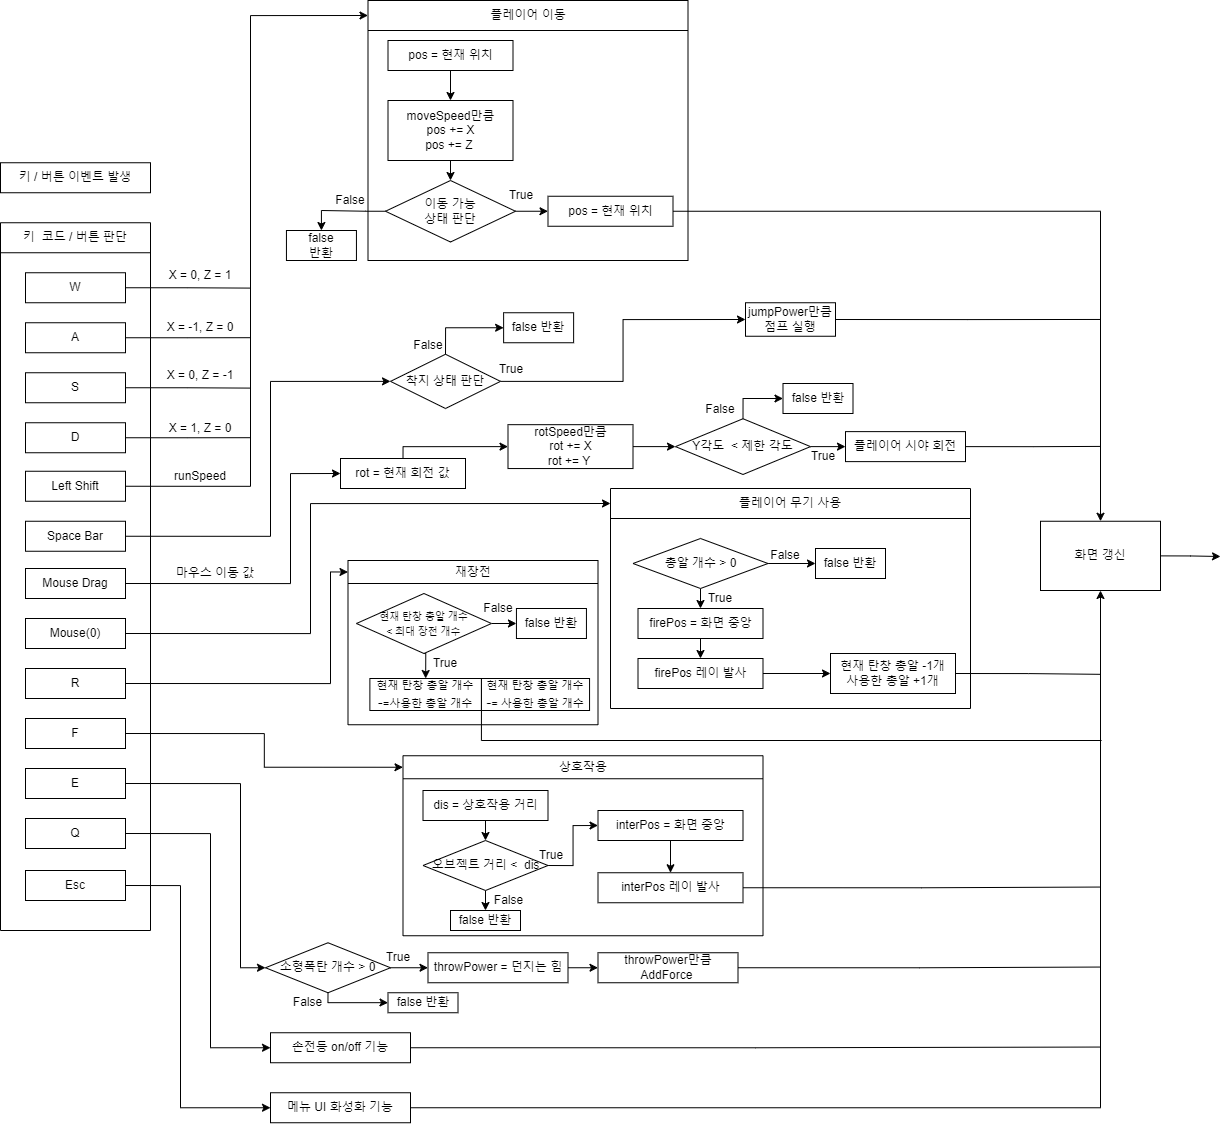 플레이어 이동
pos = 현재 위치
moveSpeed만큼
pos += X
pos += Z
이동 가능
상태 판단
False
True
false
반환
pos = 현재 위치
키 / 버튼 이벤트 발생
키 코드 / 버튼 판단
W
X = 0, Z = 1
A
X = -1, Z = 0
S
X = 0, Z = -1
D
X = 1, Z = 0
Left Shift
runSpeed
Space Bar
Mouse Drag
마우스 이동 값
Mouse(0)
R
F
E
Q
Esc
착지 상태 판단
False
false 반환
True
jumpPower만큼
점프 실행
rot = 현재 회전 값
rotSpeed만큼
rot += X
rot += Y
Y각도 < 제한 각도
False
false 반환
True
플레이어 시야 회전
플레이어 무기 사용
총알 개수 > 0
False
false 반환
True
firePos = 화면 중앙
firePos 레이 발사
현재 탄창 총알 -1개
사용한 총알 +1개
화면 갱신
재장전
현재 탄창 총알 개수
< 최대 장전 개수
False
false 반환
True
현재 탄창 총알 개수
-=사용한 총알 개수
현재 탄창 총알 개수
-= 사용한 총알 개수
상호작용
dis = 상호작용 거리
오브젝트 거리 < dis
True
False
false 반환
interPos = 화면 중앙
interPos 레이 발사
소형폭탄 개수 > 0
True
False
false 반환
throwPower = 던지는 힘
throwPower만큼
AddForce
손전등 on/off 기능
메뉴 UI 화성화 기능